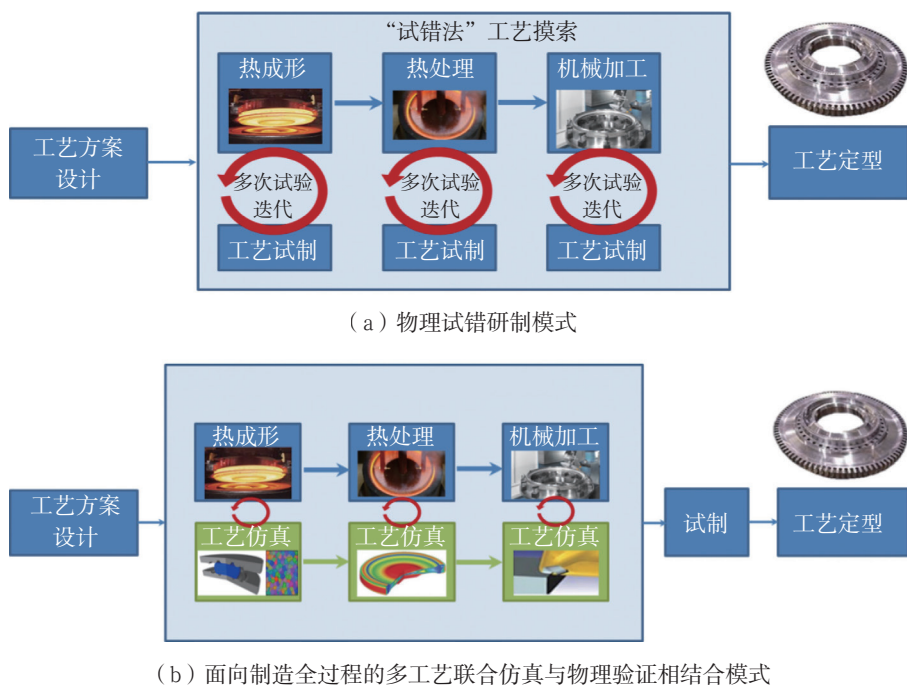 “试错法”工艺摸索
热成形
热处理
机械加工
工艺方案
设计
多次试验
迭代
多次试验
迭代
多次试验
迭代
工艺试制
工艺试制
工艺试制
工艺定型
（a）物理试错研制模式
热成形
热处理
机械加工
工艺方案
设计
工艺仿真
工艺仿真
工艺仿真
试制
工艺定型
（b）面向制造全过程的多工艺联合仿真与物理验证相结合模式